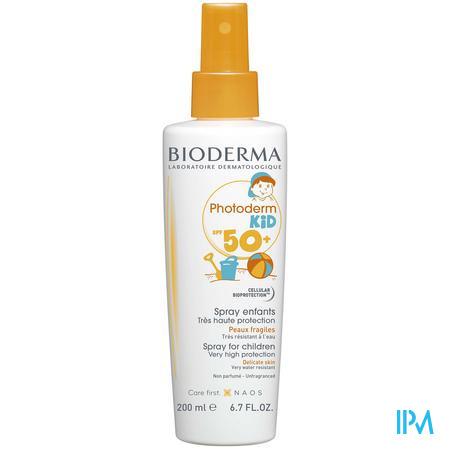 BIODERMA
LABORATOIRE DERMATOLOGIQUE
Photoderm
KiD
SPF 50+
CELLULAR
BIOPROTECTION™
Spray enfants
Très haute protection
Peaux fragiles
Très résistant à l'eau
Spray for children
Very high protection
Delicate skin
Very water resistant
Non parfumé - Unfragranced
Care first. NAOS
200 ml e 6.7 FL.OZ.
IPM